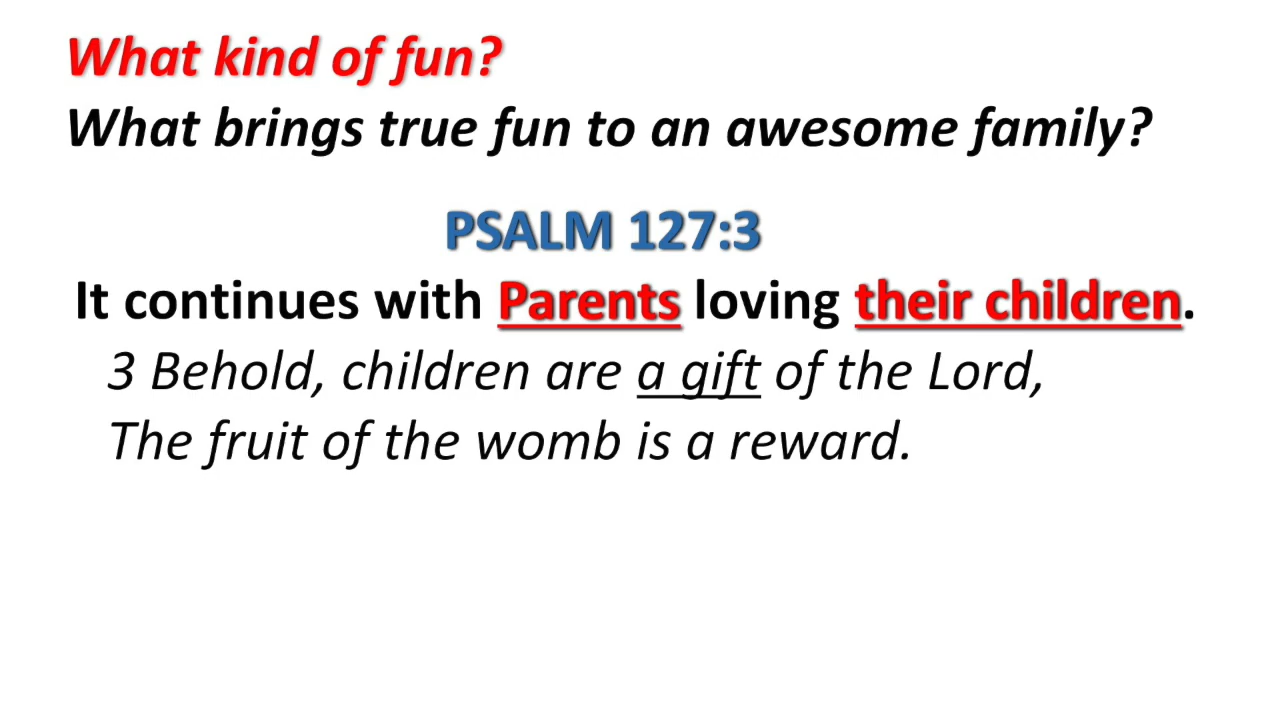 What kind of fun?
What brings true fun to an awesome family?
PSALM 127:3
It continues with Parents loving their children.
3 Behold, children are a gift of the Lord,
The fruit of the womb is a reward.